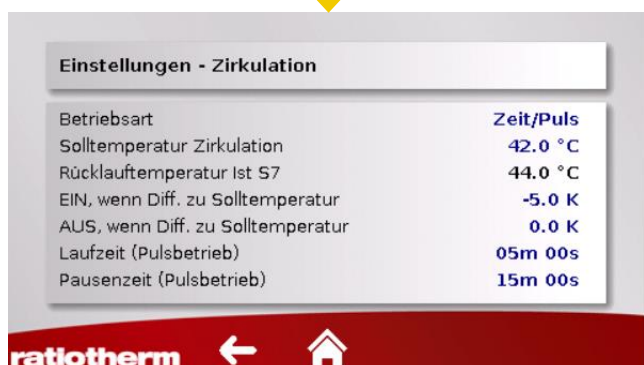 Einstellungen - Zirkulation
Betriebsart Zeit/Puls
Solltemperatur Zirkulation 42.0 °C
Rücklauftemperatur Ist S7 44.0 °C
EIN, wenn Diff. zu Solltemperatur -5.0 K
AUS, wenn Diff. zu Solltemperatur 0.0 K
Laufzeit (Pulsbetrieb) 05m 00s
Pausenzeit (Pulsbetrieb) 15m 00s
ratiotherm